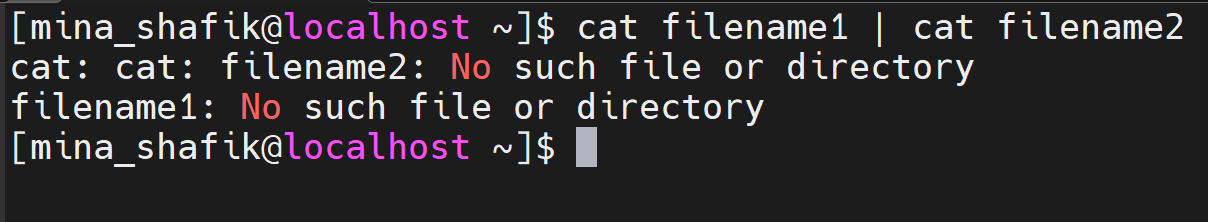 [mina_shafik@localhost ~]$ cat filename1 | cat filename2
cat: cat: filename2: No such file or directory
filename1: No such file or directory
[mina_shafik@localhost ~]$